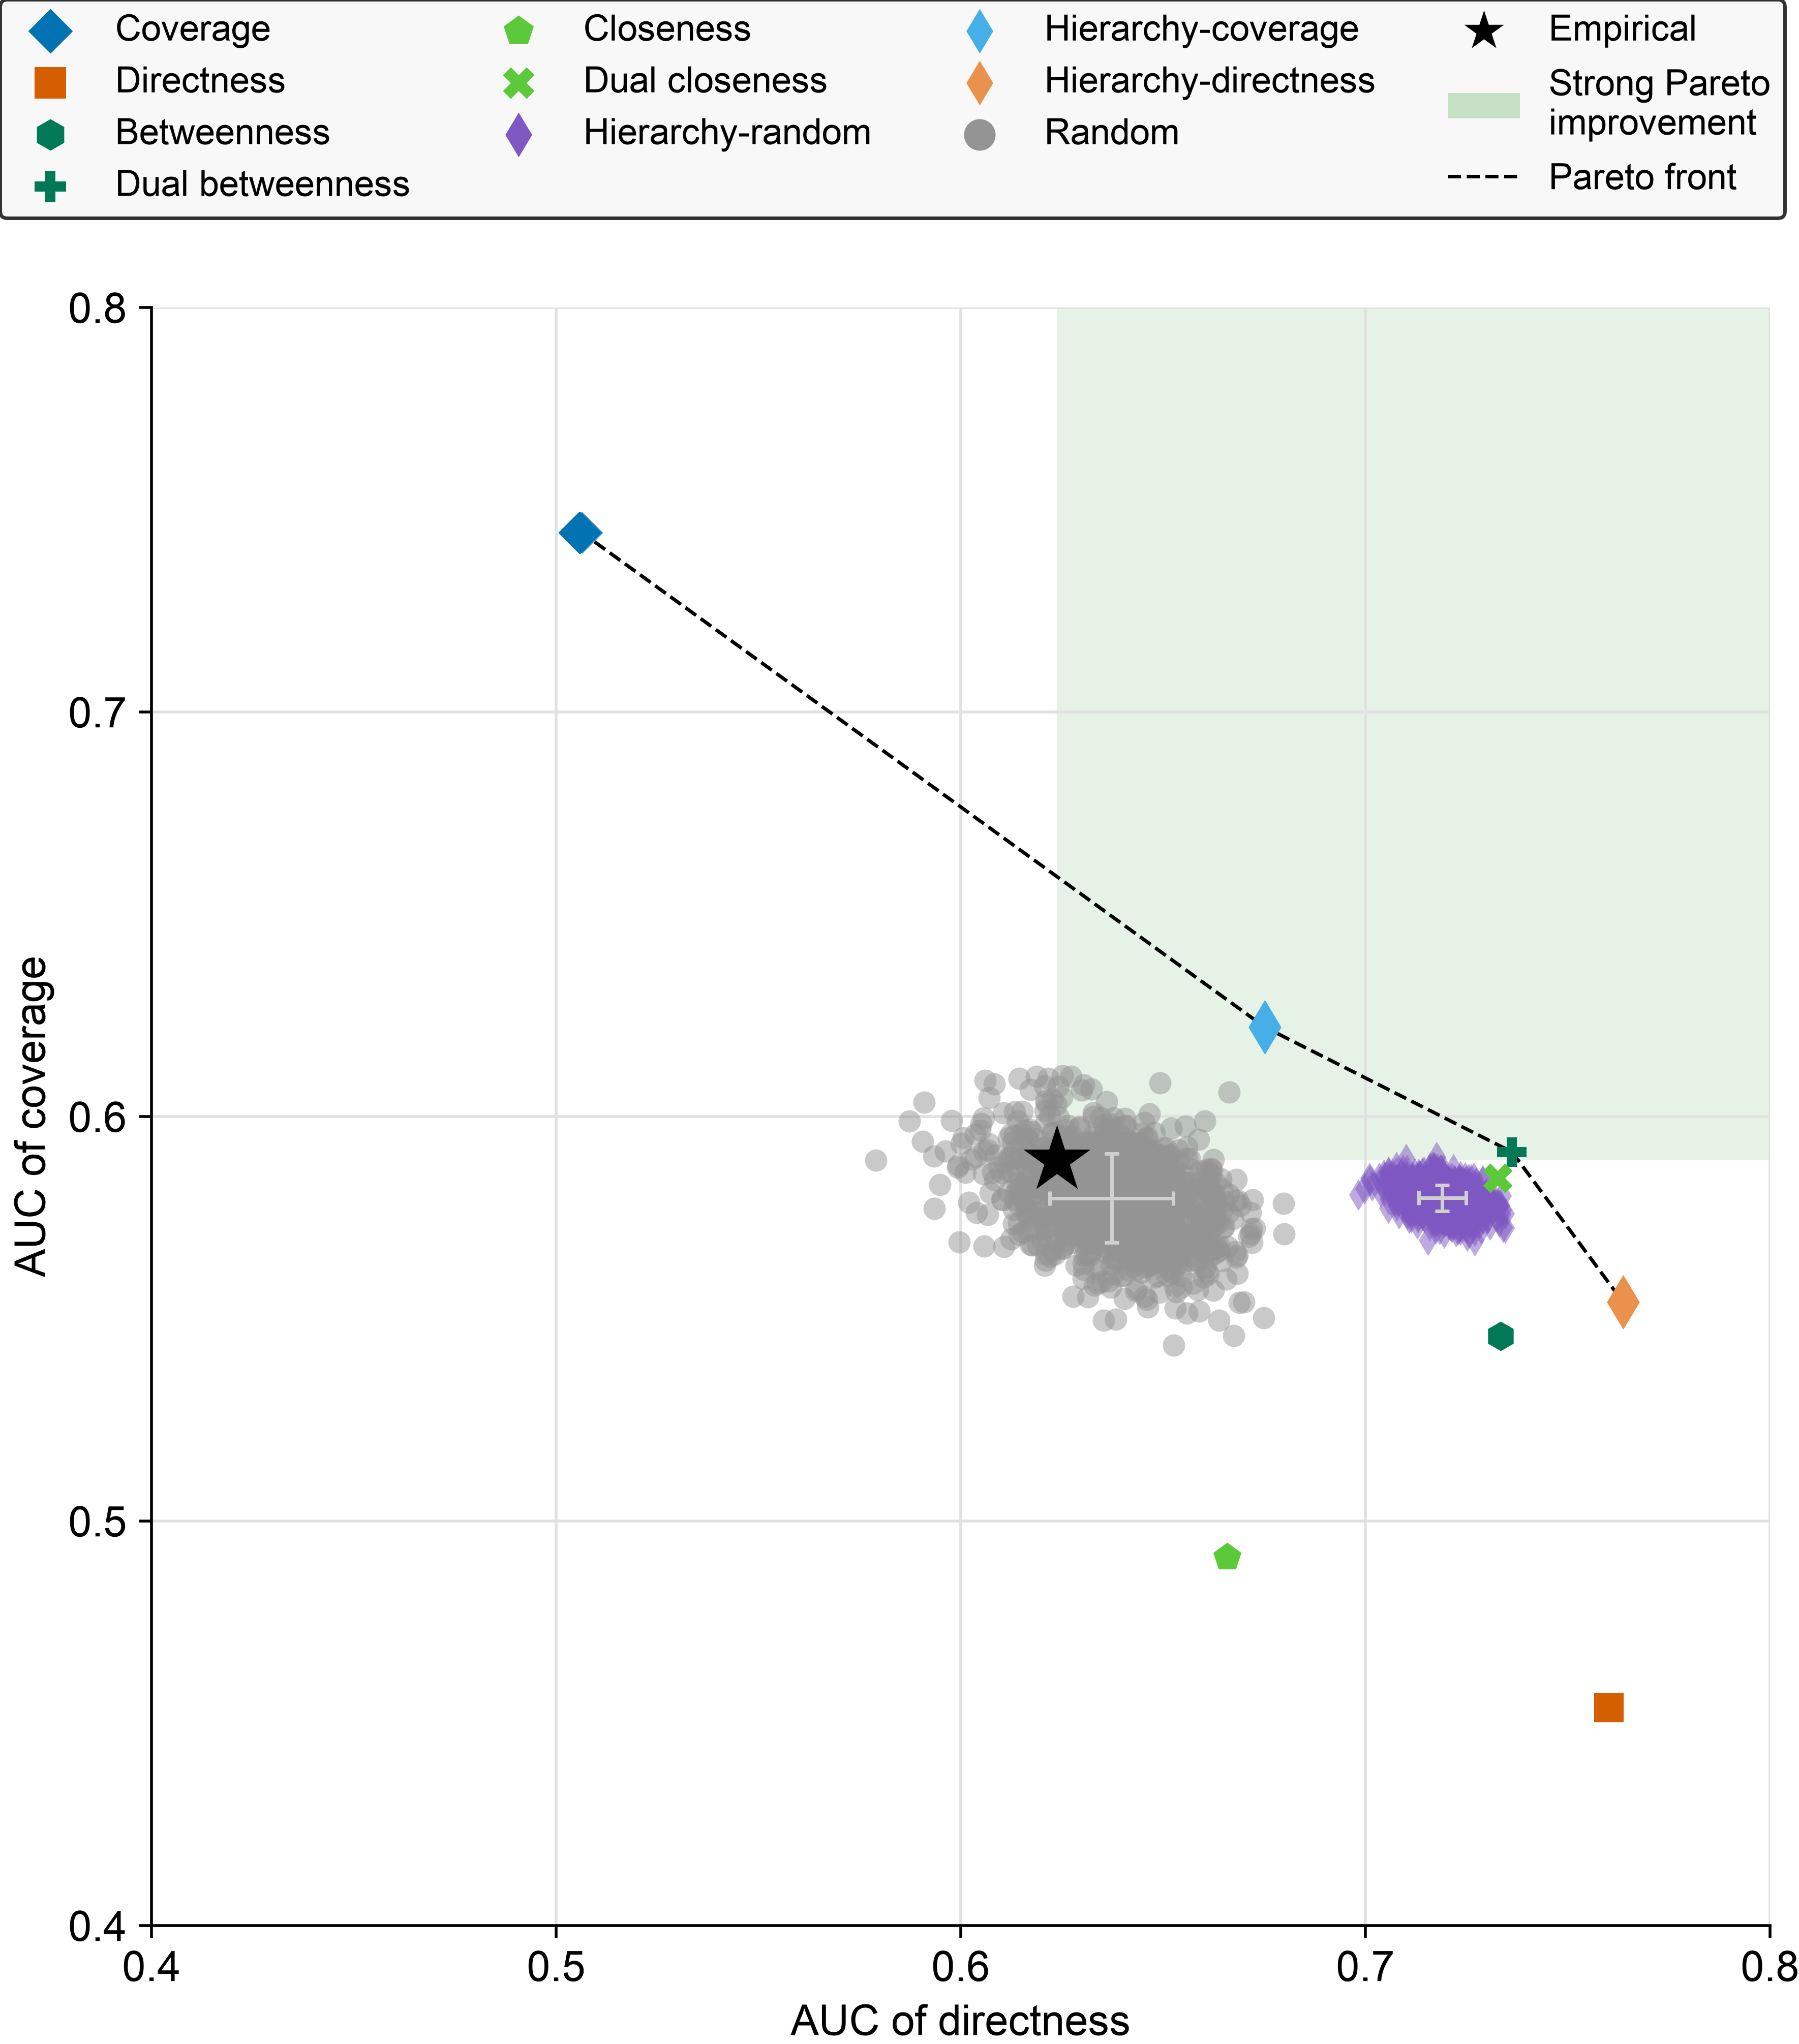 Coverage
Directness
Betweenness
Dual betweenness
Closeness
Dual closeness
Hierarchy-random
Hierarchy-coverage
Hierarchy-directness
Random
Empirical
Strong Pareto
improvement
Pareto front
AUC of coverage
0.8
0.7
0.6
0.5
0.4
0.4
0.5
0.6
0.7
0.8
AUC of directness